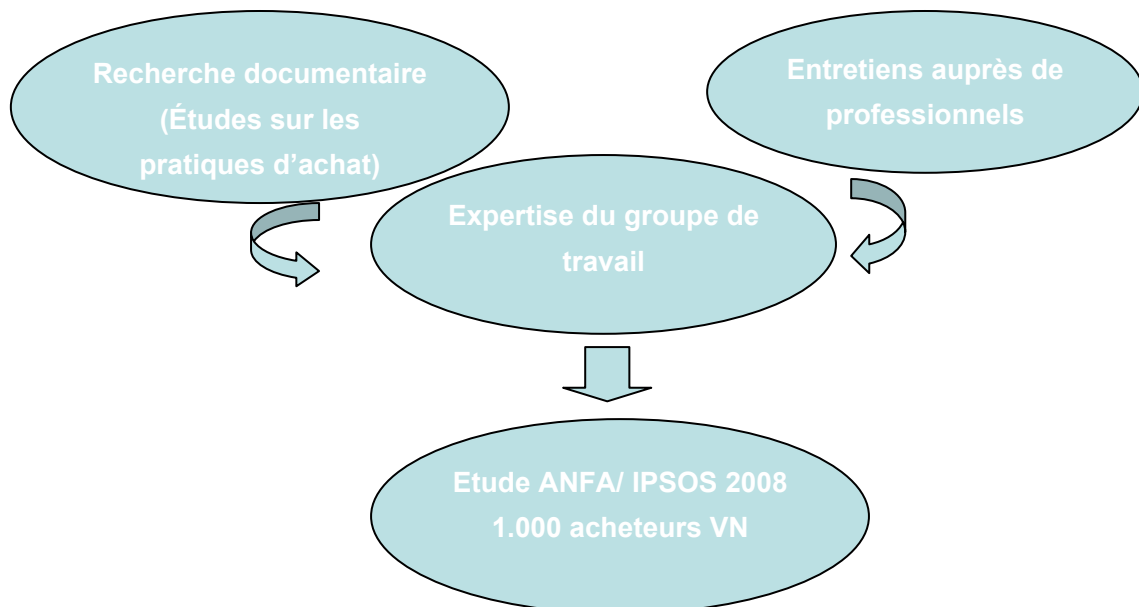 Recherche documentaire
(Études sur les
pratiques d'achat)
Entretiens auprès de
professionnels
Expertise du groupe de
travail
Etude ANFA/ IPSOS 2008
1.000 acheteurs VN